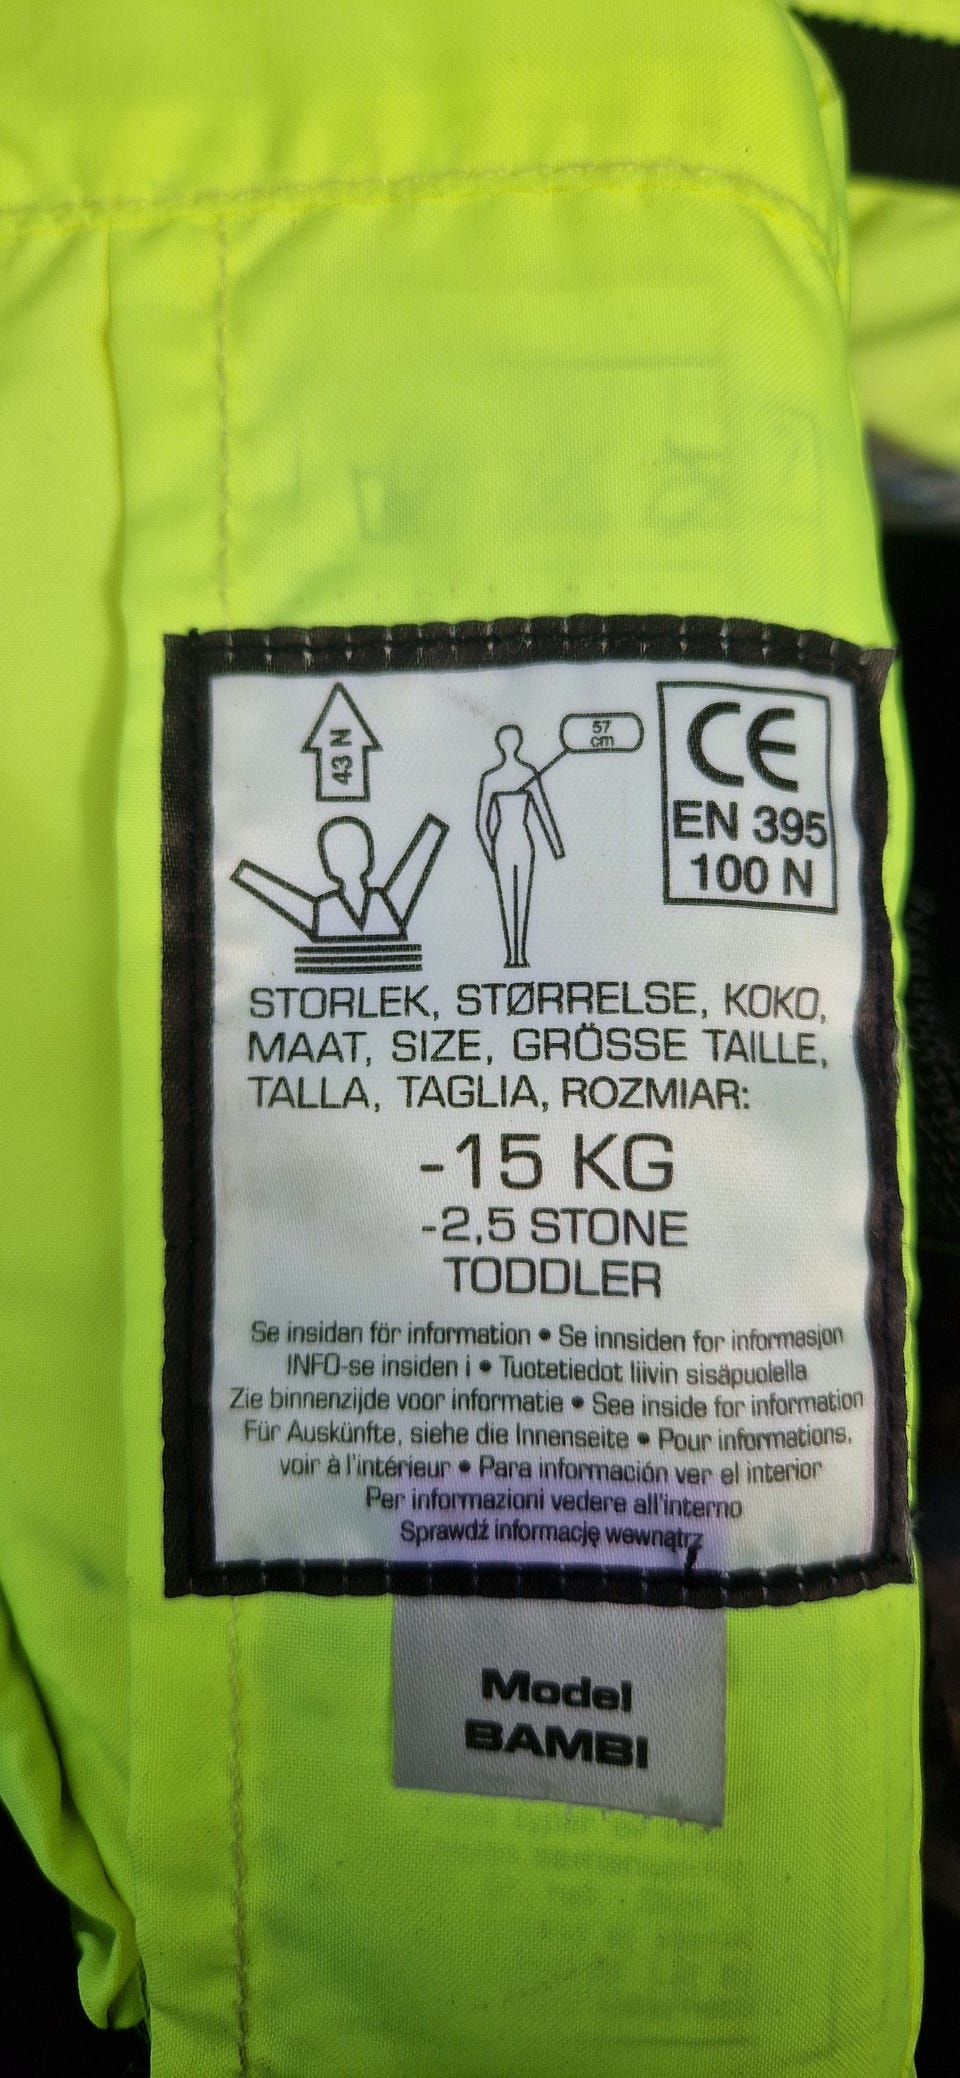 43 N
57
cm
CE
EN 395
100 N
STORLEK, STØRRELSE, KOKO,
MAAT, SIZE, GRÖSSE TAILLE,
TALLA, TAGLIA, ROZMIAR:
-15 KG
-2,5 STONE
TODDLER
Se insidan för information • Se innsiden for informasjon
INFO-se insiden i • Tuotetiedot liivin sisäpuolella
Zie binnenzijde voor informatie • See inside for information
Für Auskünfte, siehe die Innenseite • Pour informations,
voir à l'intérieur • Para información ver el interior
Per informazioni vedere all'interno
Sprawdź informację wewnątrz
Model
BAMBI